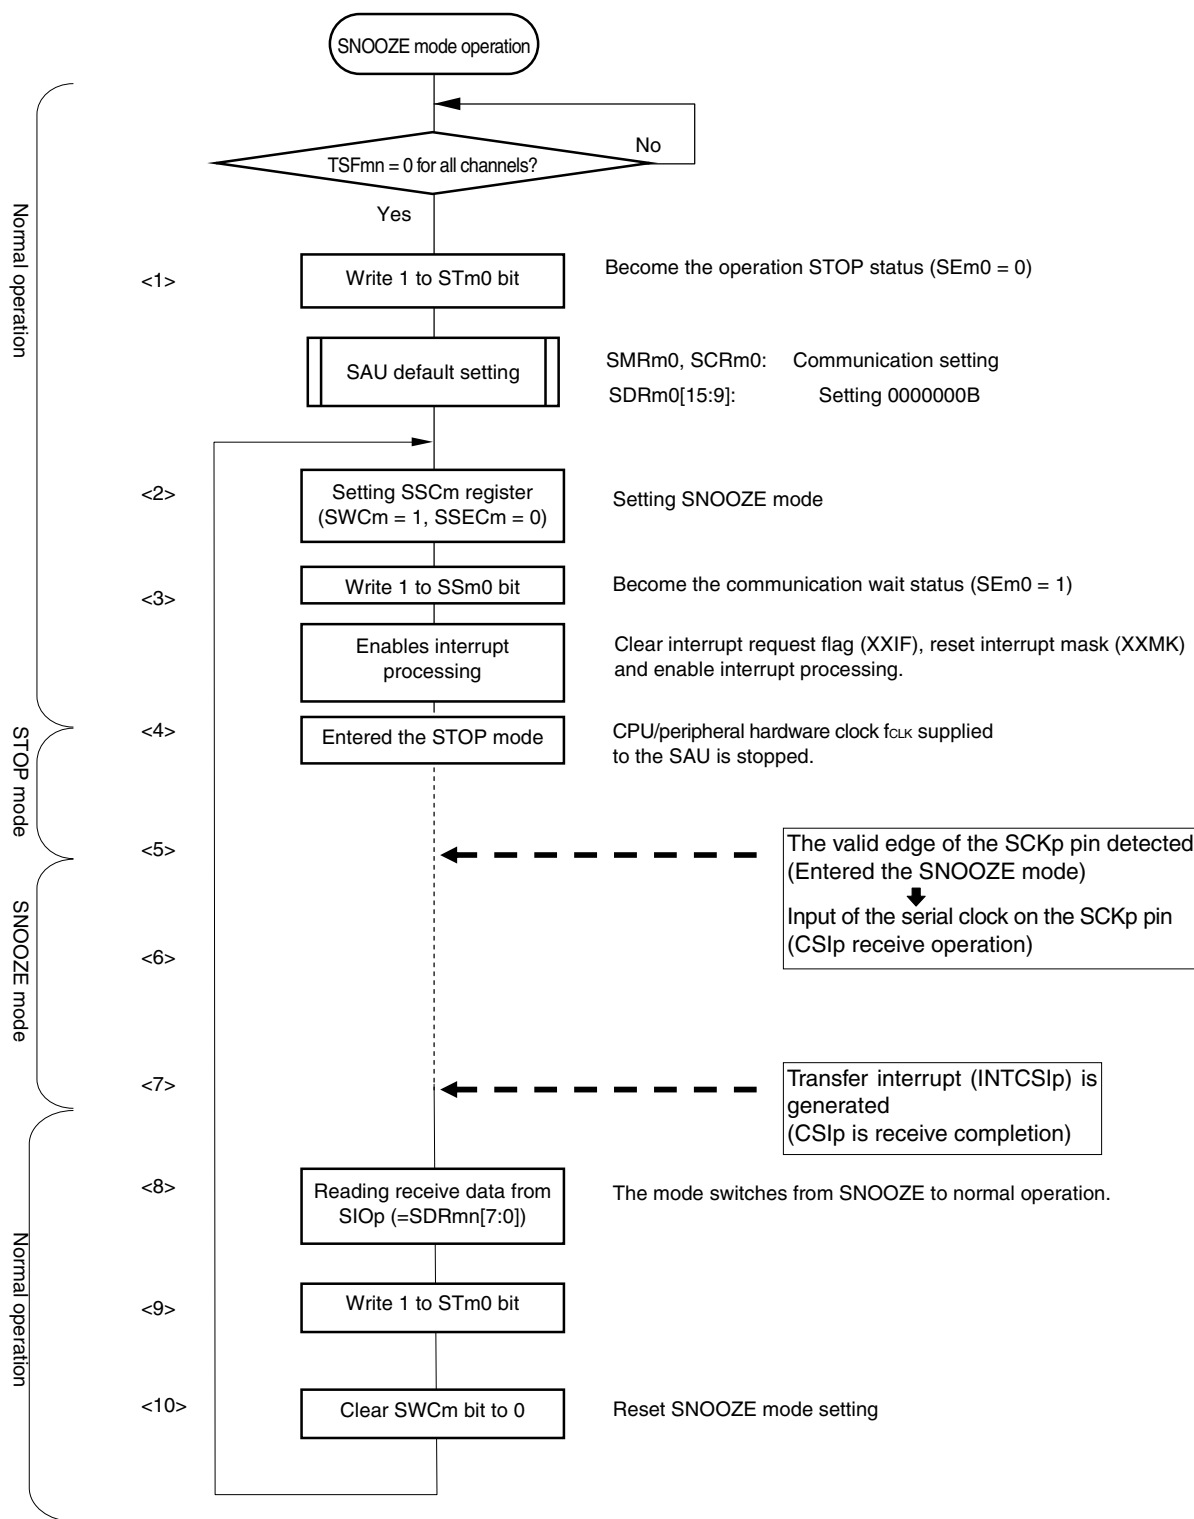 SNOOZE mode operation
No
TSFmn = 0 for all channels?
Yes
Normal operation
<1>
Write 1 to STm0 bit
Become the operation STOP status (SEm0 = 0)
SAU default setting
SMRm0, SCRm0: Communication setting
SDRm0[15:9]: Setting 0000000B
<2>
Setting SSCm register
(SWCm = 1, SSECm = 0)
Setting SNOOZE mode
<3>
Write 1 to SSm0 bit
Become the communication wait status (SEm0 = 1)
Enables interrupt
processing
Clear interrupt request flag (XXIF), reset interrupt mask (XXMK)
and enable interrupt processing.
STOP mode
<4>
Entered the STOP mode
CPU/peripheral hardware clock fCLK supplied
to the SAU is stopped.
<5>
The valid edge of the SCKp pin detected
(Entered the SNOOZE mode)
Input of the serial clock on the SCKp pin
(CSIp receive operation)
SNOOZE mode
<6>
<7>
Transfer interrupt (INTCSIp) is
generated
(CSIp is receive completion)
Normal operation
<8>
Reading receive data from
SIOp (=SDRmn[7:0])
The mode switches from SNOOZE to normal operation.
<9>
Write 1 to STm0 bit
<10>
Clear SWCm bit to 0
Reset SNOOZE mode setting